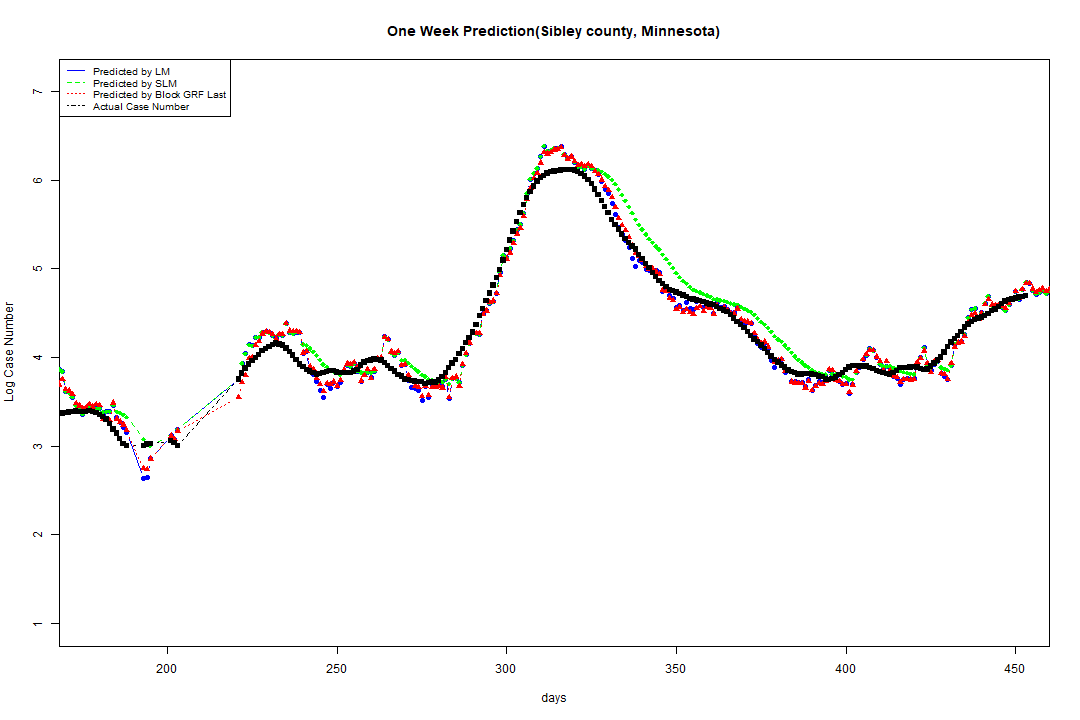 One Week Prediction(Sibley county, Minnesota)
Predicted by LM
Predicted by SLM
Predicted by Block GRF Last
Actual Case Number
Log Case Number
7
6
5
4
3
2
1
200 250 300 350 400 450
days